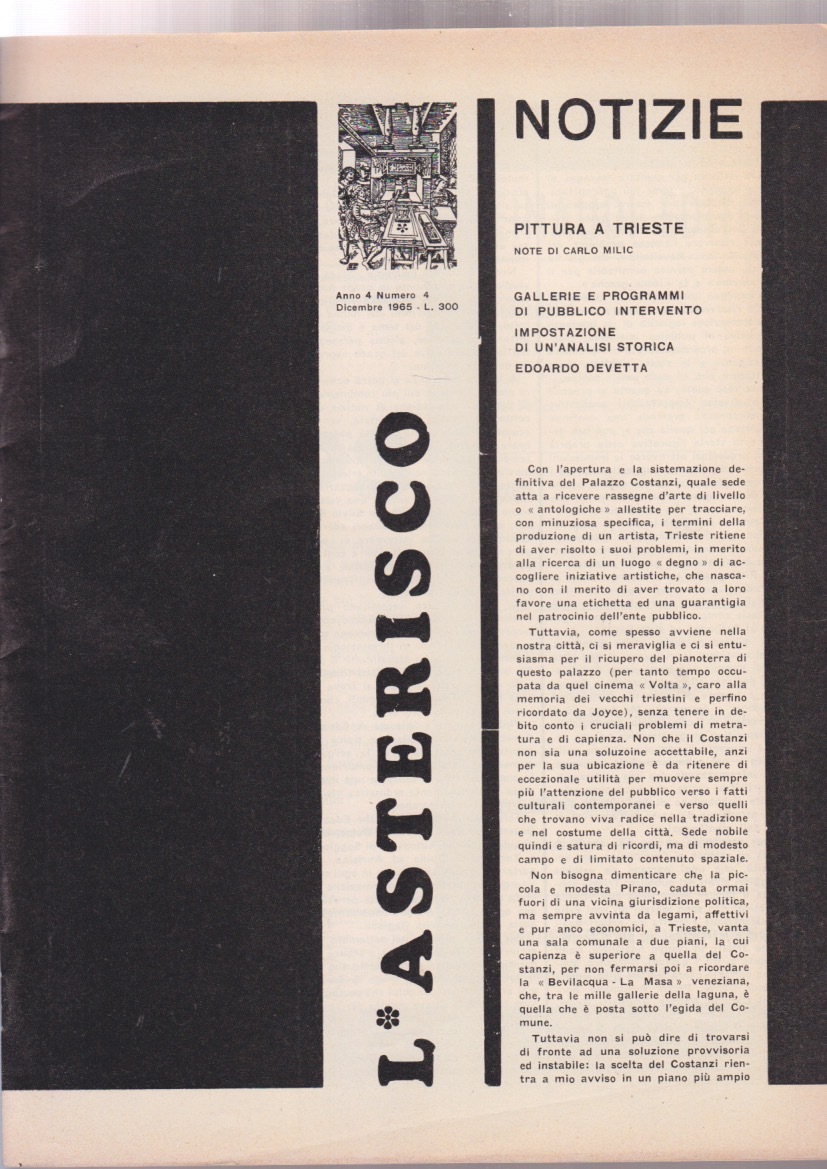 NOTIZIE
PITTURA A TRIESTE
NOTE DI CARLO MILIC
GALLERIE E PROGRAMMI
DI PUBBLICO INTERVENTO
IMPOSTAZIONE
DI UN'ANALISI STORICA
EDOARDO DEVETTA
Anno 4 Numero 4
Dicembre 1965 - L. 300
L*ASTERISCO
Con l'apertura e la sistemazione de-
finitiva del Palazzo Costanzi, quale sede
atta a ricevere rassegne d'arte di livello
o « antologiche » allestite per tracciare,
con minuziosa specifica, i termini della
produzione di un artista, Trieste ritiene
di aver risolto i suoi problemi, in merito
alla ricerca di un luogo « degno » di ac-
cogliere iniziative artistiche, che nasca-
no con il merito di aver trovato a loro
favore una etichetta ed una guarantigia
nel patrocinio dell'ente pubblico.
Tuttavia, come spesso avviene nella
nostra città, ci si meraviglia e ci si entu-
siasma per il ricupero del pianoterra di
questo palazzo (per tanto tempo occu-
pata da quel cinema « Volta », caro alla
memoria dei vecchi triestini e perfino
ricordato da Joyce), senza tenere in de-
bito conto i cruciali problemi di metra-
tura e di capienza. Non che il Costanzi
non sia una soluzoine accettabile, anzi
per la sua ubicazione è da ritenere di
eccezionale utilità per muovere sempre
più l'attenzione del pubblico verso i fatti
culturali contemporanei e verso quelli
che trovano viva radice nella tradizione
e nel costume della città. Sede nobile
quindi e satura di ricordi, ma di modesto
campo e di limitato contenuto spaziale.
Non bisogna dimenticare che la pic-
cola e modesta Pirano, caduta ormai
fuori di una vicina giurisdizione politica,
ma sempre avvinta da legami, affettivi
e pur anco economici, a Trieste, vanta
una sala comunale a due piani, la cui
capienza è superiore a quella del Co-
stanzi, per non fermarsi poi a ricordare
la « Bevilacqua - La Masa » veneziana,
che, tra le mille gallerie della laguna, è
quella che è posta sotto l'egida del Co-
mune.
Tuttavia non si può dire di trovarsi
di fronte ad una soluzione provvisoria
ed instabile: la scelta del Costanzi rien-
tra a mio avviso in un piano più ampio